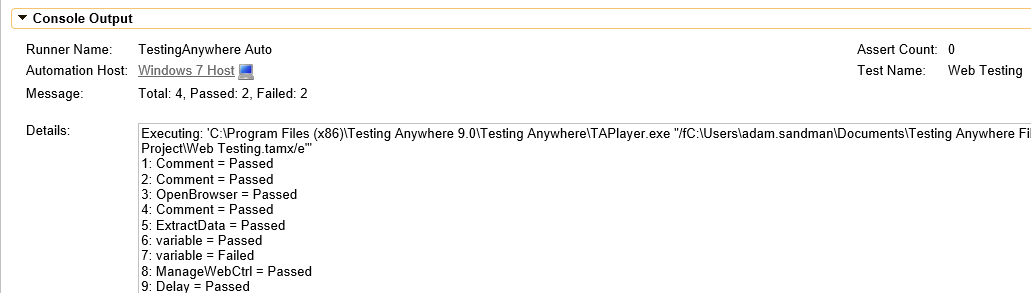 Console Output
Runner Name: TestingAnywhere Auto Assert Count: 0
Automation Host: Windows 7 Host Test Name: Web Testing
Message: Total: 4, Passed: 2, Failed: 2
Details: Executing: 'C:\Program Files (x86)\Testing Anywhere 9.0\Testing Anywhere\TAPlayer.exe "/fC:\Users\adam.sandman\Documents\Testing Anywhere Fi
Project\Web Testing.tamx/e"'
1: Comment = Passed
2: Comment = Passed
3: OpenBrowser = Passed
4: Comment = Passed
5: ExtractData = Passed
6: variable = Passed
7: variable = Failed
8: ManageWebCtrl = Passed
9: Delay = Passed